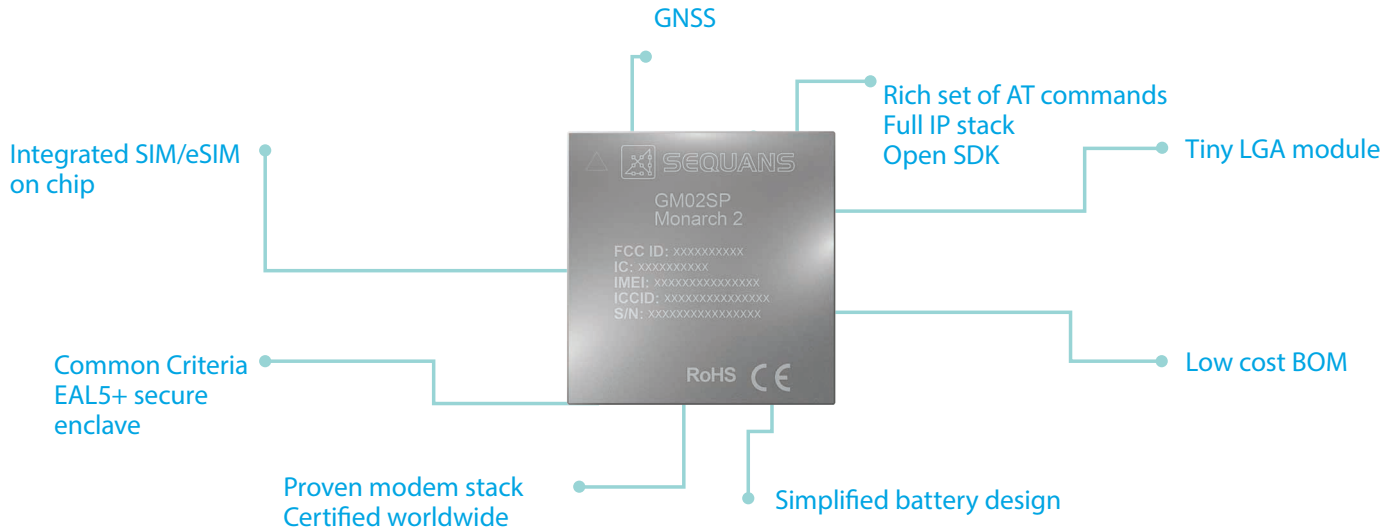 GNSS
Rich set of AT commands
Full IP stack
Open SDK
Integrated SIM/eSIM
on chip
Tiny LGA module
SEQUANS
GM02SP
Monarch 2
FCC ID: xxxxxxxxxx
IC: xxxxxxxxxx
IMEI: xxxxxxxxxxxxxxx
ICCID: xxxxxxxxxxxxxxx
S/N: xxxxxxxxxxxxxxxx
RoHS CE
Common Criteria
EAL5+ secure
enclave
Low cost BOM
Proven modem stack
Certified worldwide
Simplified battery design